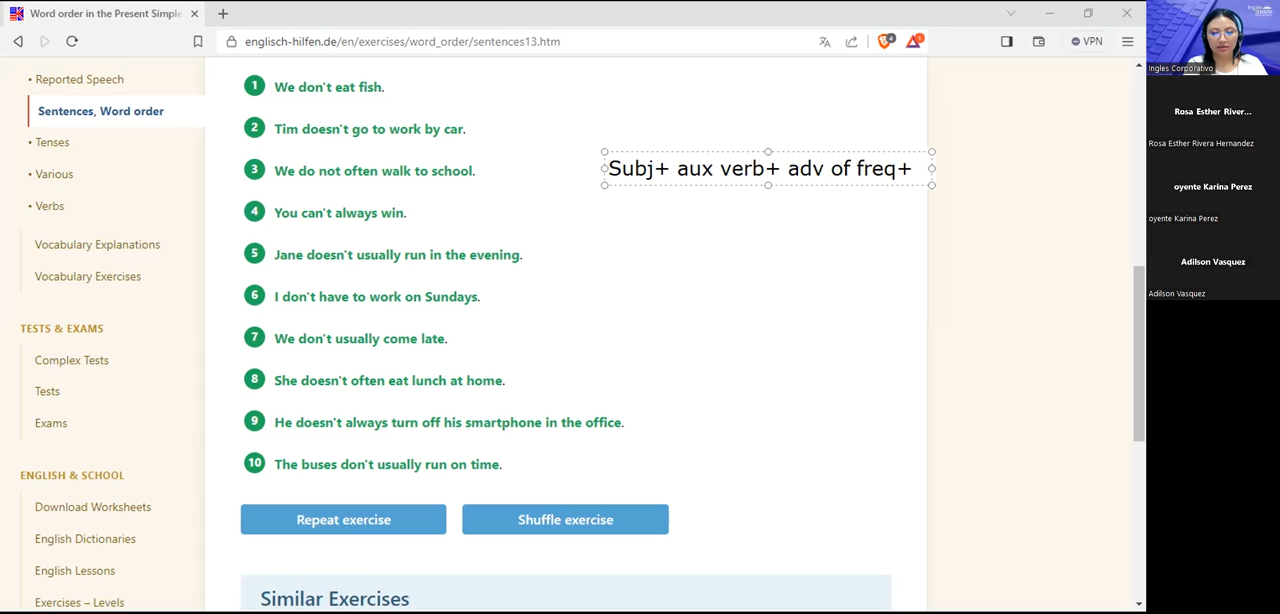 Word order in the Present Simple
englisch-hilfen.de/en/exercises/word_order/sentences13.htm
4
1
VPN
Ingles Corporativo
• Reported Speech
Sentences, Word order
• Tenses
• Various
• Verbs
Vocabulary Explanations
Vocabulary Exercises
TESTS & EXAMS
Complex Tests
Tests
Exams
ENGLISH & SCHOOL
Download Worksheets
English Dictionaries
English Lessons
Exercises – Levels
1 We don't eat fish.
2 Tim doesn't go to work by car.
3 We do not often walk to school.
4 You can't always win.
5 Jane doesn't usually run in the evening.
6 I don't have to work on Sundays.
7 We don't usually come late.
8 She doesn't often eat lunch at home.
9 He doesn't always turn off his smartphone in the office.
10 The buses don't usually run on time.
Subj+ aux verb+ adv of freq+
Repeat exercise
Shuffle exercise
Similar Exercises
Rosa Esther River...
Rosa Esther Rivera Hernandez
oyente Karina Perez
oyente Karina Perez
Adilson Vasquez
Adilson Vasquez